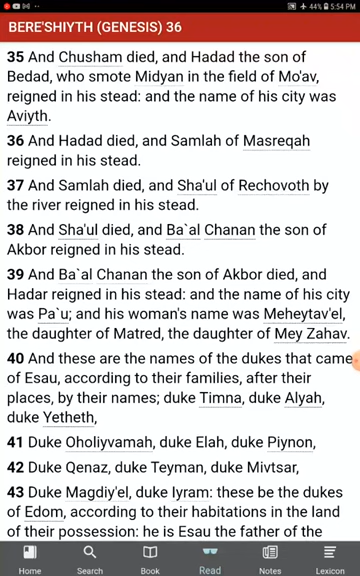 44% 5:54 PM
BERE'SHIYTH (GENESIS) 36
35 And Chusham died, and Hadad the son of
Bedad, who smote Midyan in the field of Mo'av,
reigned in his stead: and the name of his city was
Aviyth.
36 And Hadad died, and Samlah of Masreqah
reigned in his stead.
37 And Samlah died, and Sha'ul of Rechovoth by
the river reigned in his stead.
38 And Sha'ul died, and Ba`al Chanan the son of
Akbor reigned in his stead.
39 And Ba`al Chanan the son of Akbor died, and
Hadar reigned in his stead: and the name of his city
was Pa`u; and his woman's name was Meheytav'el,
the daughter of Matred, the daughter of Mey Zahav.
40 And these are the names of the dukes that came
of Esau, according to their families, after their
places, by their names; duke Timna, duke Alyah,
duke Yetheth,
41 Duke Oholiyvamah, duke Elah, duke Piynon,
42 Duke Qenaz, duke Teyman, duke Mivtsar,
43 Duke Magdiy'el, duke Iyram: these be the dukes
of Edom, according to their habitations in the land
of their possession: he is Esau the father of the
Home Search Book Read Notes Lexicon